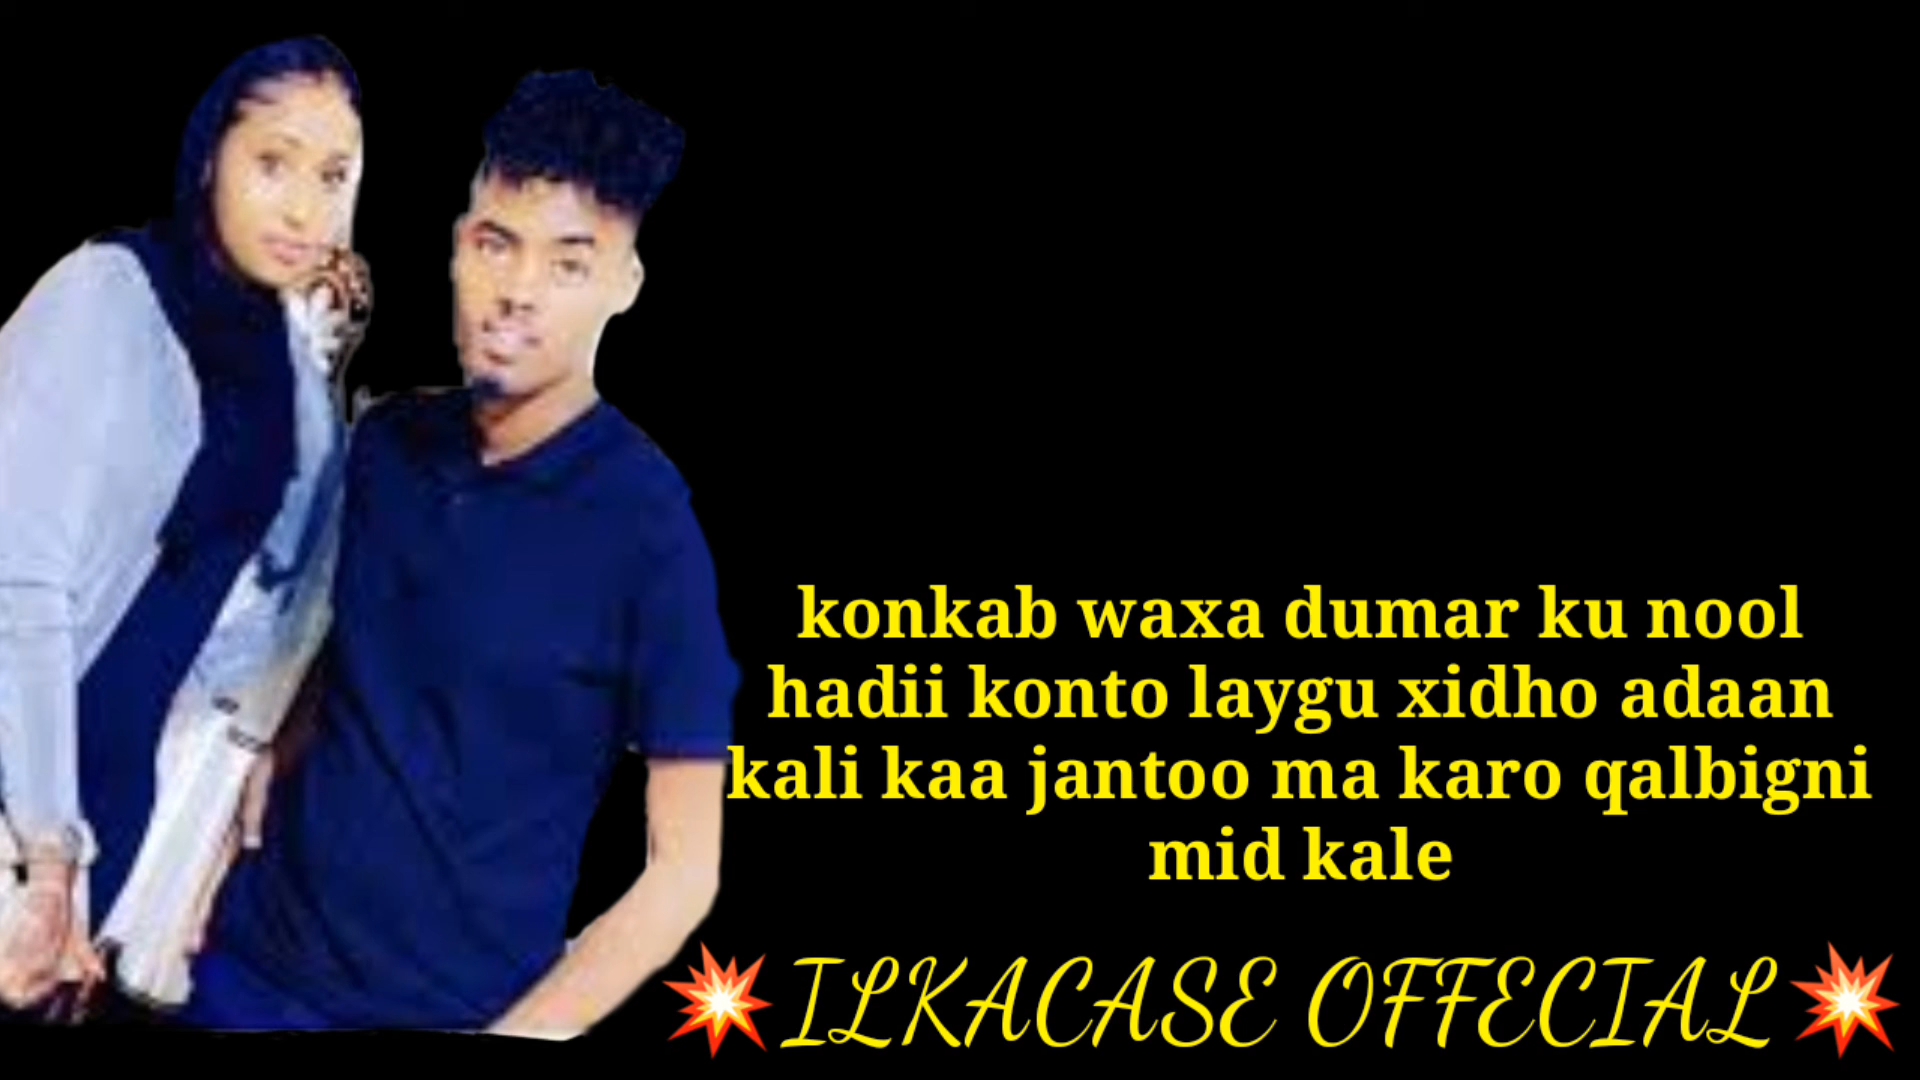 konkab waxa dumar ku nool
hadii konto laygu xidho adaan
kali kaa jantoo ma karo qalbigni
mid kale
💥ILKACASE OFFECIAL💥